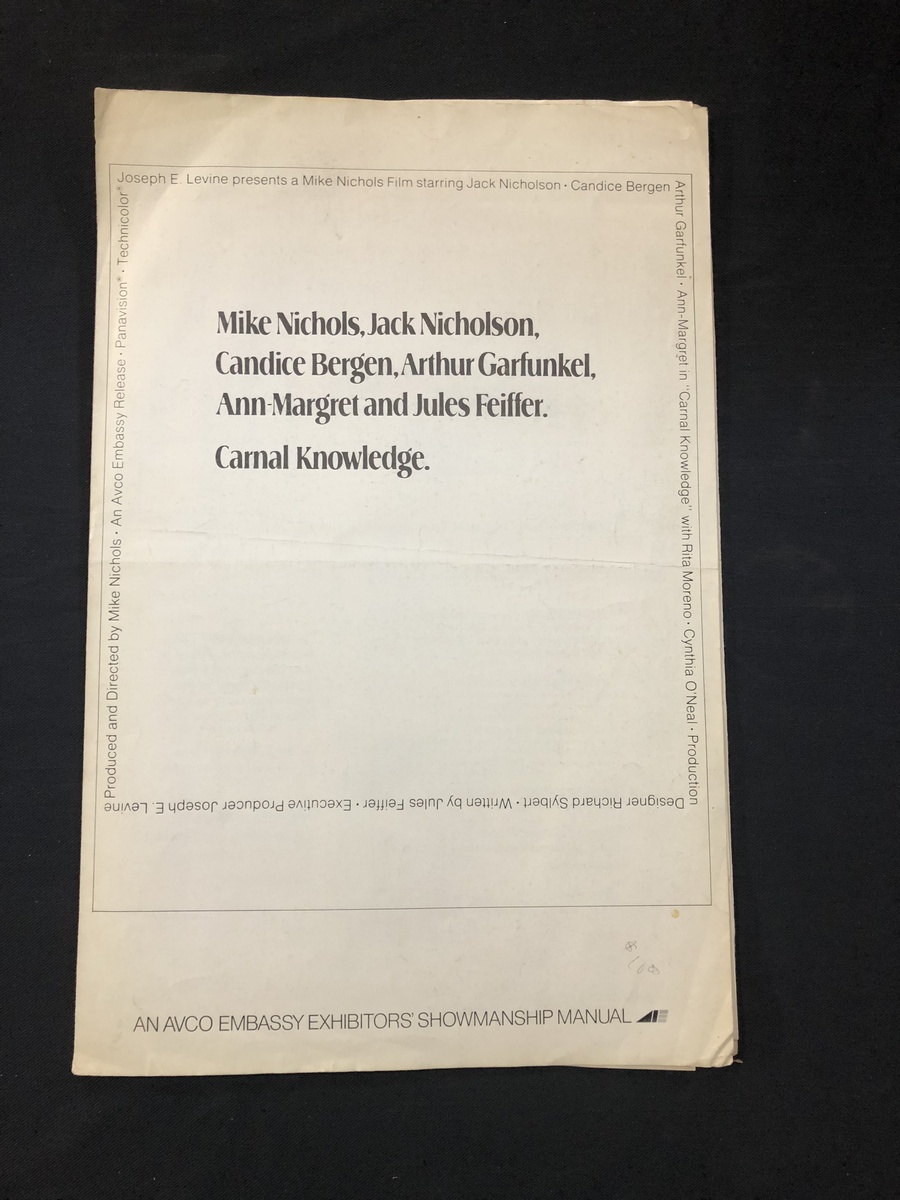 Joseph E. Levine presents a Mike Nichols Film starring Jack Nicholson · Candice Bergen
Arthur Garfunkel · Ann-Margret in "Carnal Knowledge" with Rita Moreno · Cynthia O'Neal · Production
Designer Richard Sylbert · Written by Jules Feiffer · Executive Producer Joseph E. Levine
Produced and Directed by Mike Nichols · An Avco Embassy Release · Panavision® · Technicolor®
Mike Nichols, Jack Nicholson,
Candice Bergen, Arthur Garfunkel,
Ann-Margret and Jules Feiffer.
Carnal Knowledge.
AN AVCO EMBASSY EXHIBITORS' SHOWMANSHIP MANUAL